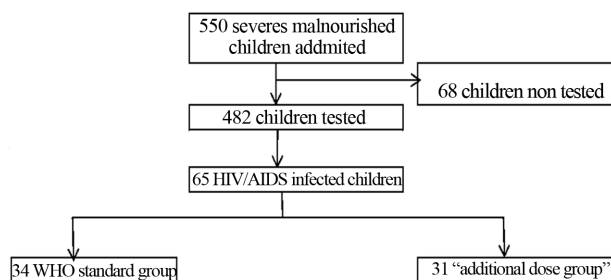 550 severes malnourished
children addmited
68 children non tested
482 children tested
65 HIV/AIDS infected children
34 WHO standard group
31 “additional dose group”